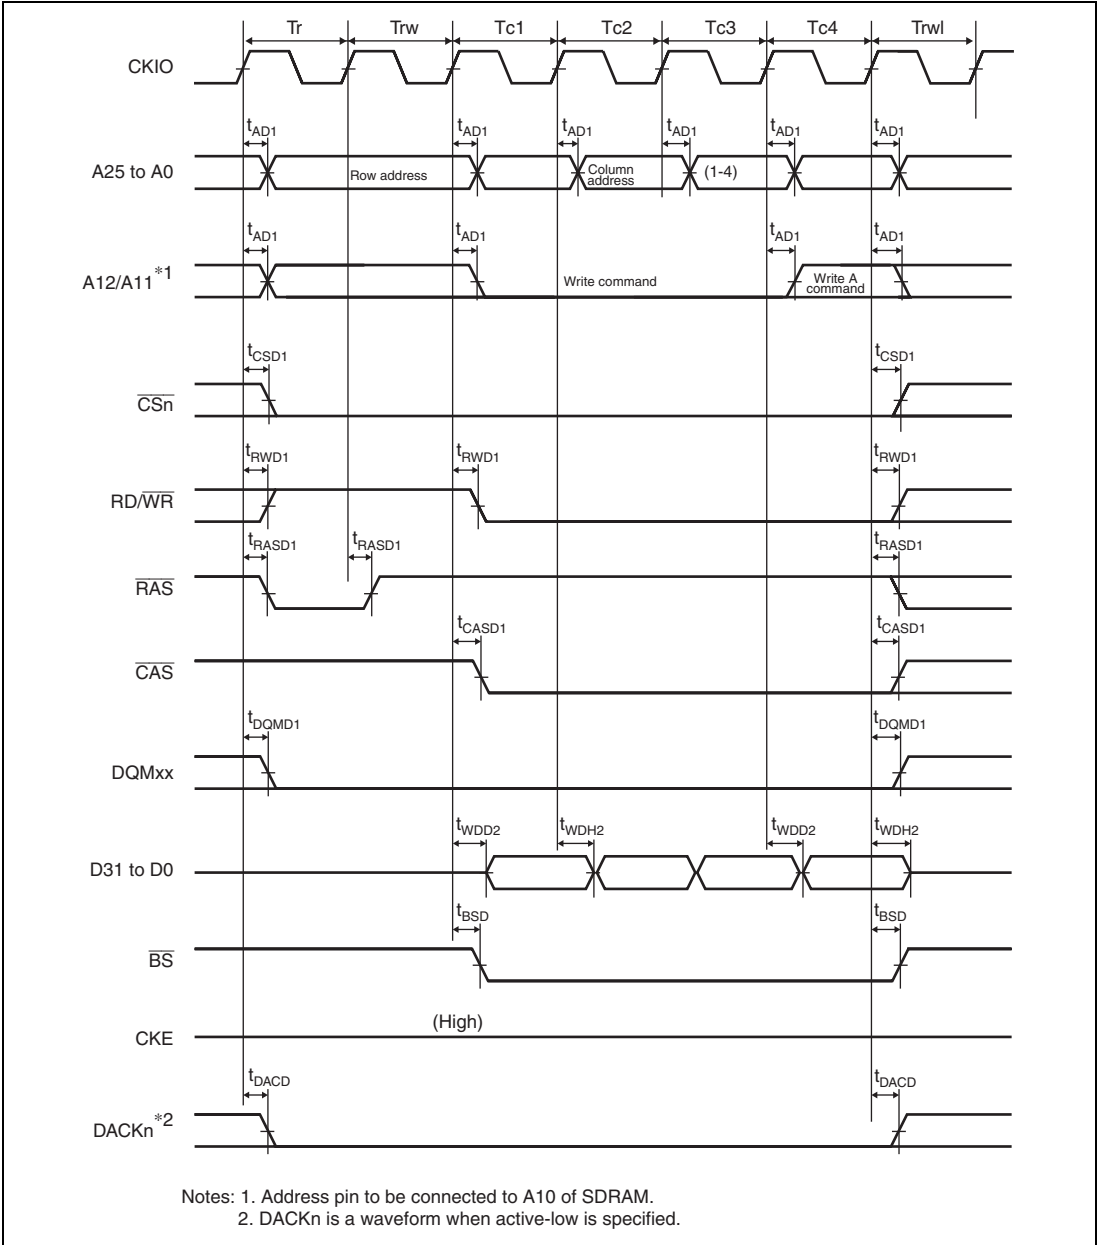 Tr Trw Tc1 Tc2 Tc3 Tc4 Trwl
CKIO
tAD1 tAD1 tAD1 tAD1 tAD1 tAD1
A25 to A0
Row address
Column
address
(1-4)
tAD1 tAD1 tAD1 tAD1
A12/A11*1
Write command
Write A
command
tCSD1 tCSD1
CSn
tRWD1 tRWD1 tRWD1
RD/WR
tRASD1 tRASD1 tRASD1
RAS
tCASD1 tCASD1
CAS
tDQMD1 tDQMD1
DQMxx
tWDD2 tWDH2 tWDD2 tWDH2
D31 to D0
tBSD tBSD
BS
(High)
CKE
tDACD tDACD
DACKn*2
Notes: 1. Address pin to be connected to A10 of SDRAM.
2. DACKn is a waveform when active-low is specified.